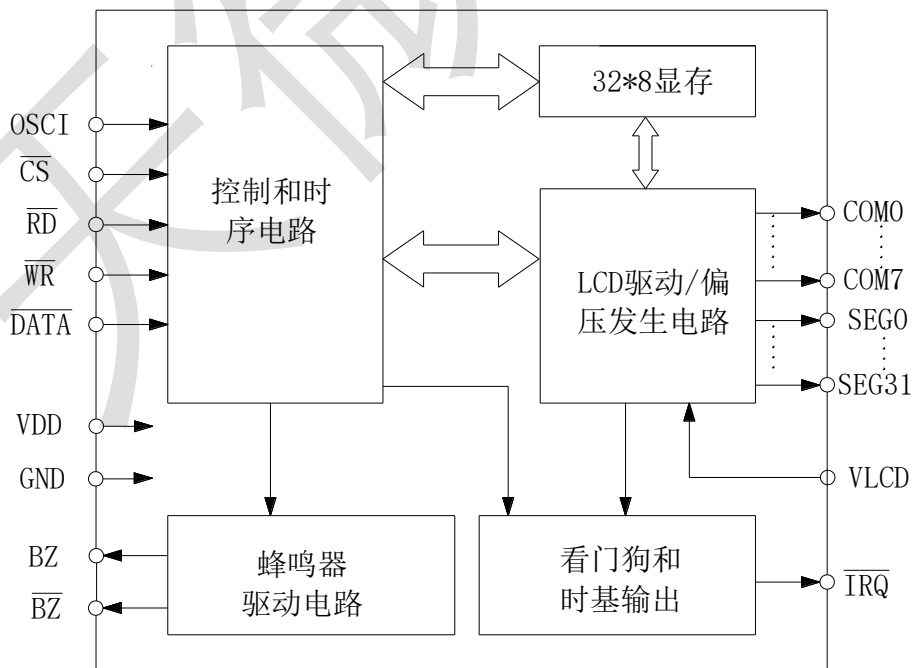 32*8显存
OSCI
CS
RD
WR
DATA
控制和时
序电路
LCD驱动/偏
压发生电路
COM0
COM7
SEG0
SEG31
VDD
GND
VLCD
BZ
BZ
蜂鸣器
驱动电路
看门狗和
时基输出
IRQ